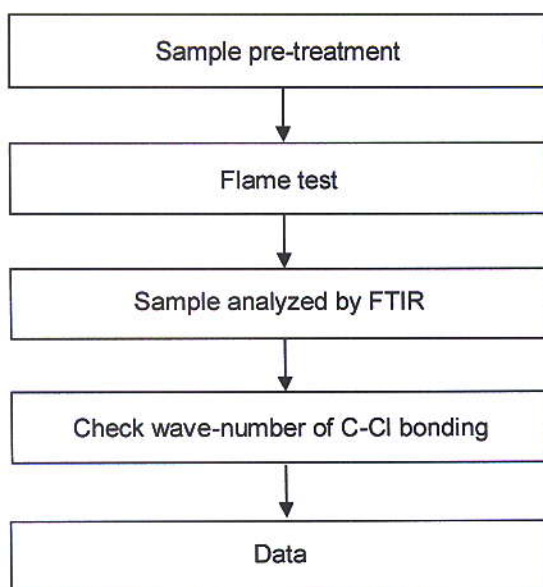 Sample pre-treatment
Flame test
Sample analyzed by FTIR
Check wave-number of C-Cl bonding
Data